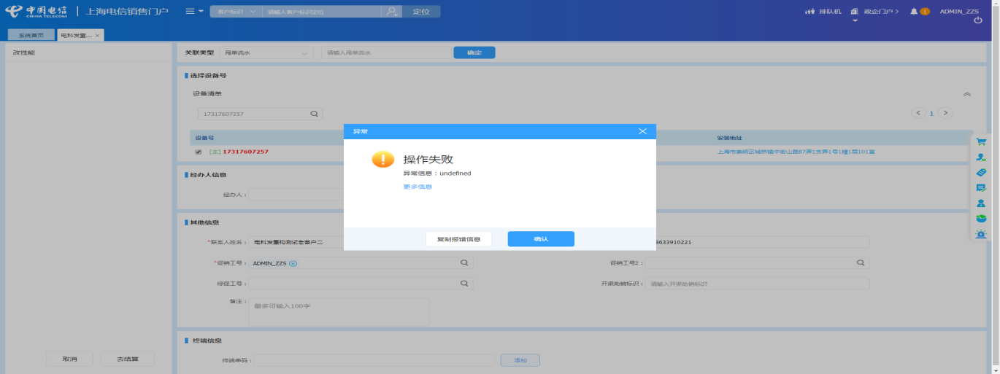 中国电信
CHINA TELECOM
上海电信销售门户
客户标识
请输入客户标识定位
定位
排队机
政企门户 >
1
ADMIN_ZZS
系统首页
电科发重... ×
改性能
关联类型
甩单流水
请输入甩单流水
确定
选择设备号
设备清单
17317607257
< 1 >
设备号
安装地址
[主] 17317607257
上海市崇明区城桥镇中街山路87弄1支弄1号1幢1层101室
经办人信息
经办人：
其他信息
*联系人姓名：
电科发重构测试老客户二
8633910221
*促销工号：
ADMIN_ZZS
促销工号2：
综促工号：
开渠助销标识：
请输入开渠助销标识
备注：
最多可输入100字
终端信息
终端串码：
添加
取消
去结算
异常
操作失败
异常信息：undefined
更多信息
复制报错信息
确认